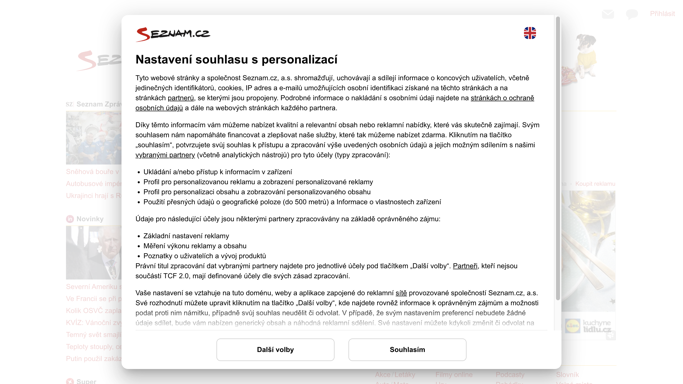 Přihlásit
SEZNAM.CZ
Nastavení souhlasu s personalizací
Tyto webové stránky a společnost Seznam.cz, a.s. shromažďují, uchovávají a sdílejí informace o koncových uživatelích, včetně
jedinečných identifikátorů, cookies, IP adres a e-mailů umožňujících osobní identifikaci získané na těchto stránkách a na
stránkách partnerů, se kterými jsou propojeny. Podrobné informace o nakládání s osobními údaji najdete na stránkách o ochraně
osobních údajů a dále na webových stránkách každého partnera.
Díky těmto informacím vám můžeme nabízet kvalitní a relevantní obsah nebo reklamní nabídky, které vás skutečně zajímají. Svým
souhlasem nám napomáháte financovat a zlepšovat naše služby, které tak můžeme nabízet zdarma. Kliknutím na tlačítko
„souhlasím“, potvrzujete svůj souhlas k přístupu a zpracování výše uvedených osobních údajů a jejich možným sdílením s našimi
vybranými partnery (včetně analytických nástrojů) pro tyto účely (typy zpracování):
• Ukládání a/nebo přístup k informacím v zařízení
• Profil pro personalizovanou reklamu a zobrazení personalizované reklamy
• Profil pro personalizaci obsahu a zobrazování personalizovaného obsahu
• Použití přesných údajů o geografické poloze (do 500 metrů) a Informace o vlastnostech zařízení
Údaje pro následující účely jsou některými partnery zpracovávány na základě oprávněného zájmu:
• Základní nastavení reklamy
• Měření výkonu reklamy a obsahu
• Poznatky o uživatelích a vývoj produktů
Právní titul zpracování dat vybranými partnery najdete pro jednotlivé účely pod tlačítkem „Další volby“. Partneři, kteří nejsou
součástí TCF 2.0, mají definované účely dle svých zásad zpracování.
Vaše nastavení se vztahuje na tuto doménu, weby a aplikace zapojené do reklamní sítě provozované společností Seznam.cz, a.s.
Své rozhodnutí můžete upravit kliknutím na tlačítko „Další volby“, kde najdete rovněž informace k oprávněným zájmům a možnosti
podat proti nim námitku, případně svůj souhlas neudělit či odvolat. V případě, že svým nastavením preferencí nebudete žádné
údaje sdílet, bude vám nabízen generický obsah a náhodná reklamní sdělení. Své nastavení můžete kdykoli změnit či odvolat na
Další volby
Souhlasím
Novinky
Super
kuchyne
lidlu.cz